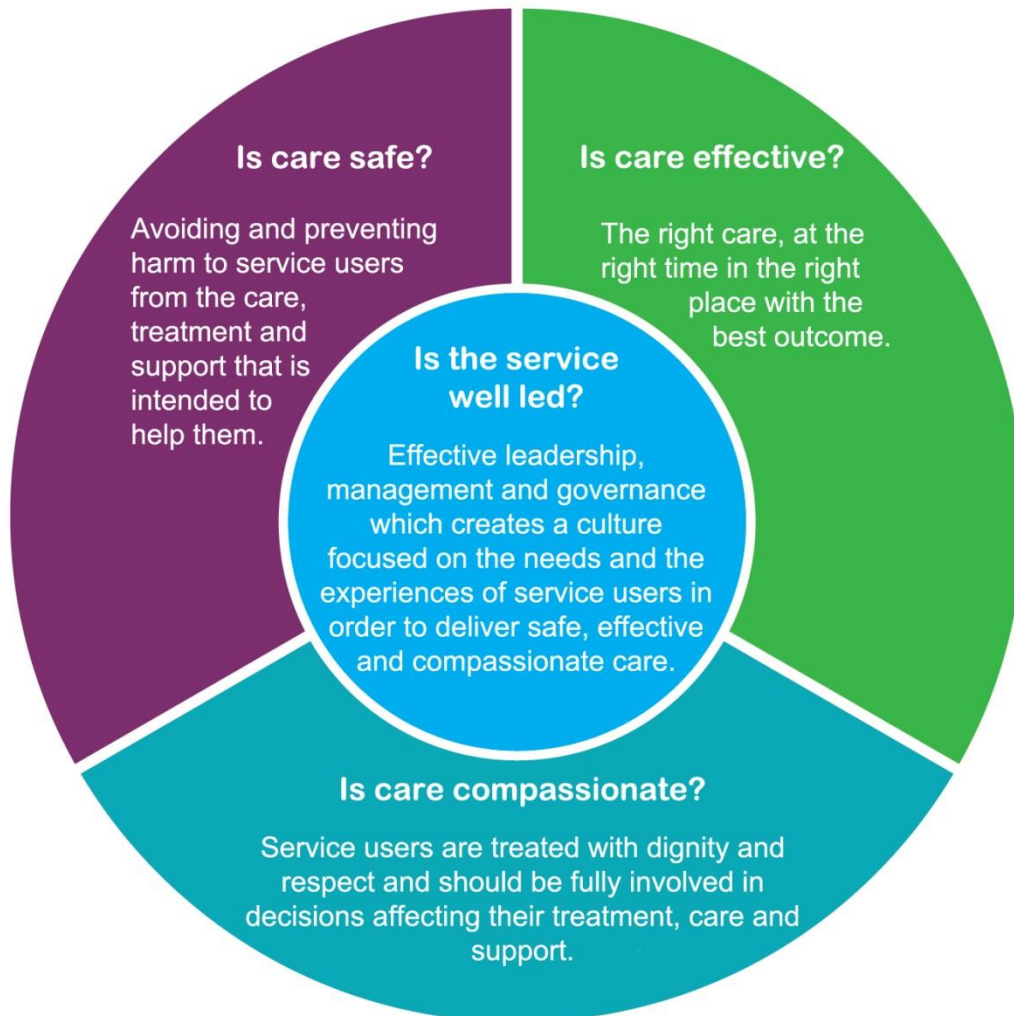 Is care safe?
Avoiding and preventing
harm to service users
from the care,
treatment and
support that is
intended to
help them.
Is care effective?
The right care, at the
right time in the right
place with the
best outcome.
Is the service
well led?
Effective leadership,
management and governance
which creates a culture
focused on the needs and the
experiences of service users in
order to deliver safe, effective
and compassionate care.
Is care compassionate?
Service users are treated with dignity and
respect and should be fully involved in
decisions affecting their treatment, care and
support.